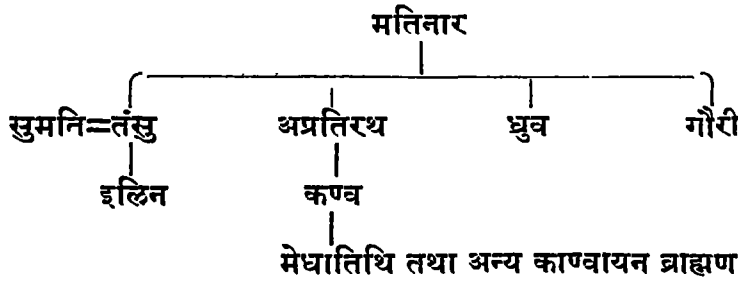 मतिनार
सुमति=तंसु अप्रतिरथ ध्रुव गौरी
इलिन कण्व
मेधातिथि तथा अन्य काण्वायन ब्राह्मण